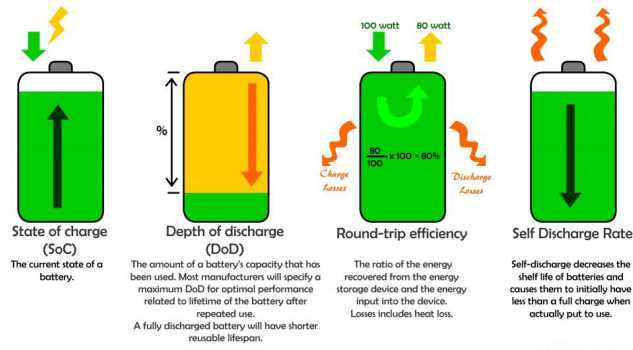 100 watt 80 watt
%
80
100 x 100 = 80%
Charge
Losses
Discharge
Losses
State of charge
(SoC)
The current state of a
battery.
Depth of discharge
(DoD)
The amount of a battery's capacity that has
been used. Most manufacturers will specify a
maximum DoD for optimal performance
related to lifetime of the battery after
repeated use.
A fully discharged battery will have shorter
reusable lifespan.
Round-trip efficiency
The ratio of the energy
recovered from the energy
storage device and the energy
input into the device.
Losses includes heat loss.
Self Discharge Rate
Self-discharge decreases the
shelf life of batteries and
causes them to initially have
less than a full charge when
actually put to use.